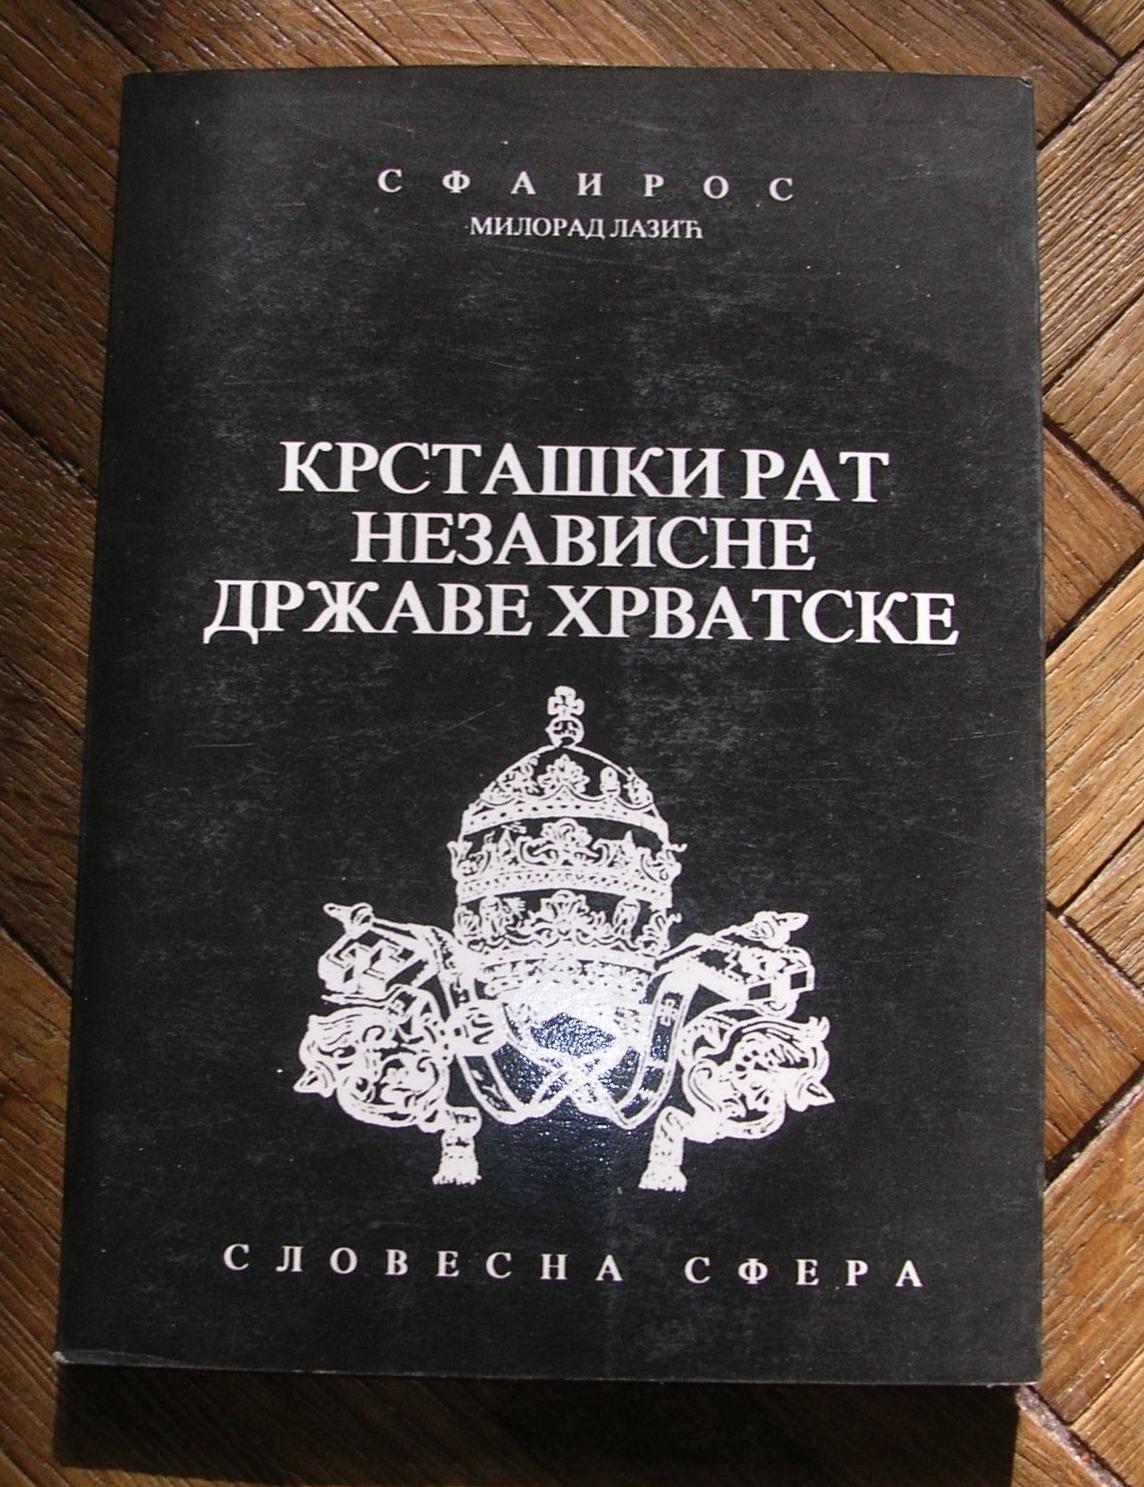 СФАИРОС
МИЛОРАД ЛАЗИЋ
КРСТАШКИ РАТ
НЕЗАВИСНЕ
ДРЖАВЕ ХРВАТСКЕ
СЛОВЕСНА СФЕРА